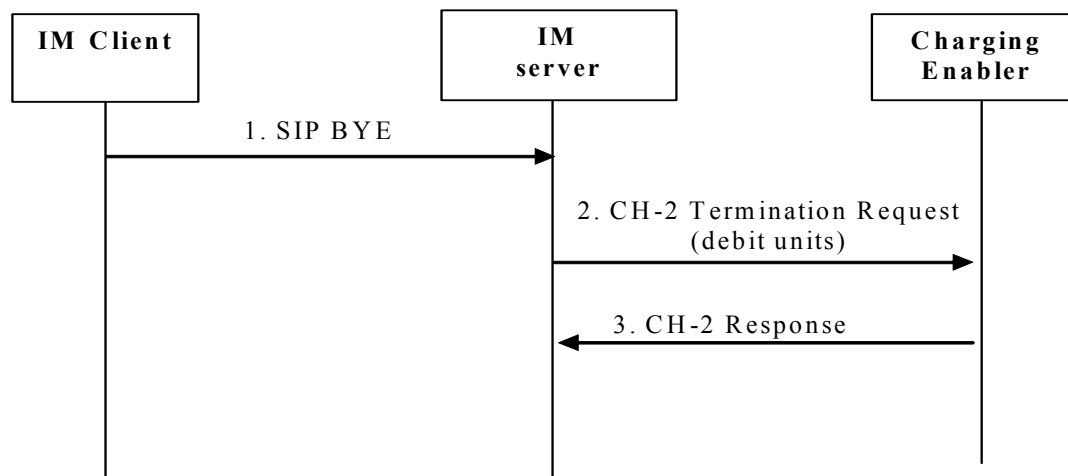 IM Client
IM
server
Charging
Enabler
1. SIP BYE
2. CH-2 Termination Request
(debit units)
3. CH-2 Response